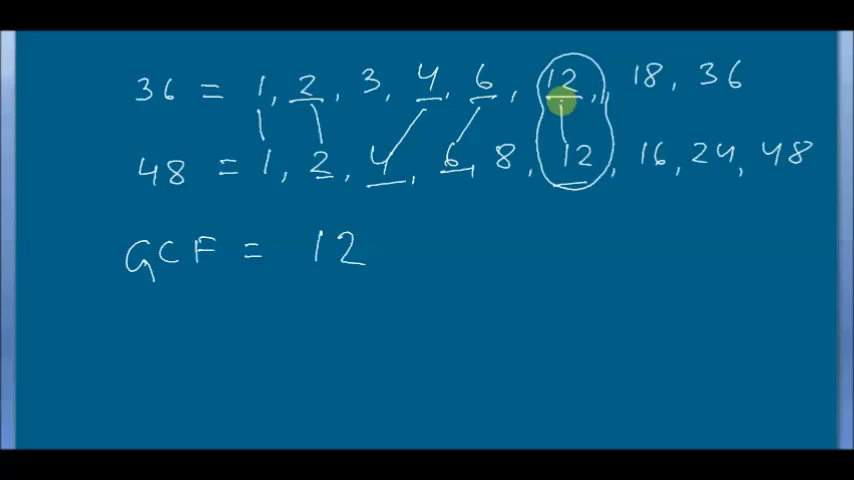 36 = 1, 2, 3, 4, 6, 12, 18, 36
48 = 1, 2, 4, 6, 8, 12, 16, 24, 48
GCF = 12